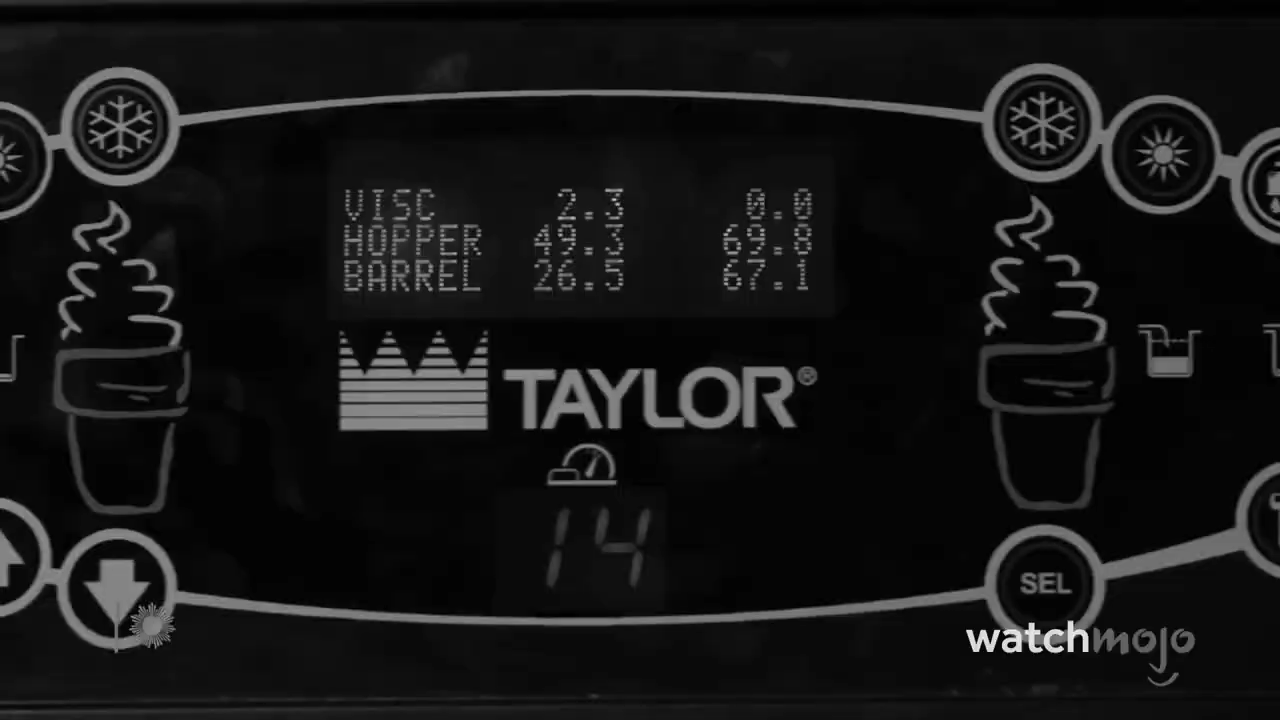 VISC 2.3 0.0
HOPPER 49.3 69.8
BARREL 26.5 67.1
TAYLOR®
14
SEL
watchmojo